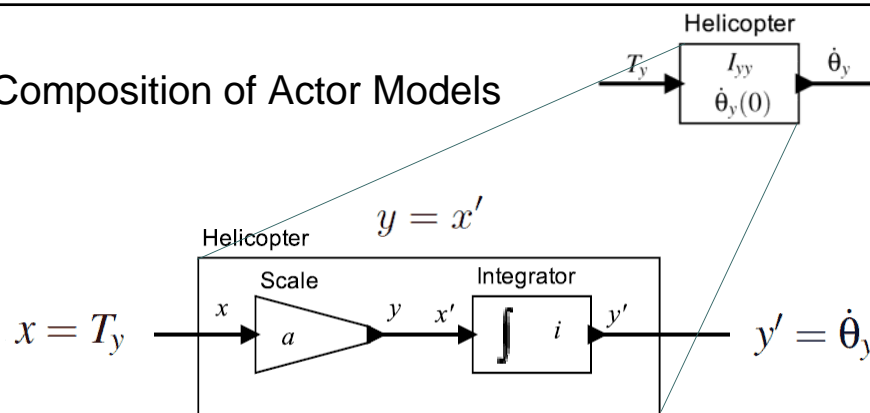 Helicopter
Composition of Actor Models
T_y
I_yy
θ̇_y(0)
θ̇_y
y = x′
Helicopter
Scale
Integrator
x = T_y
x
a
y
x′
∫
i
y′
y′ = θ̇_y